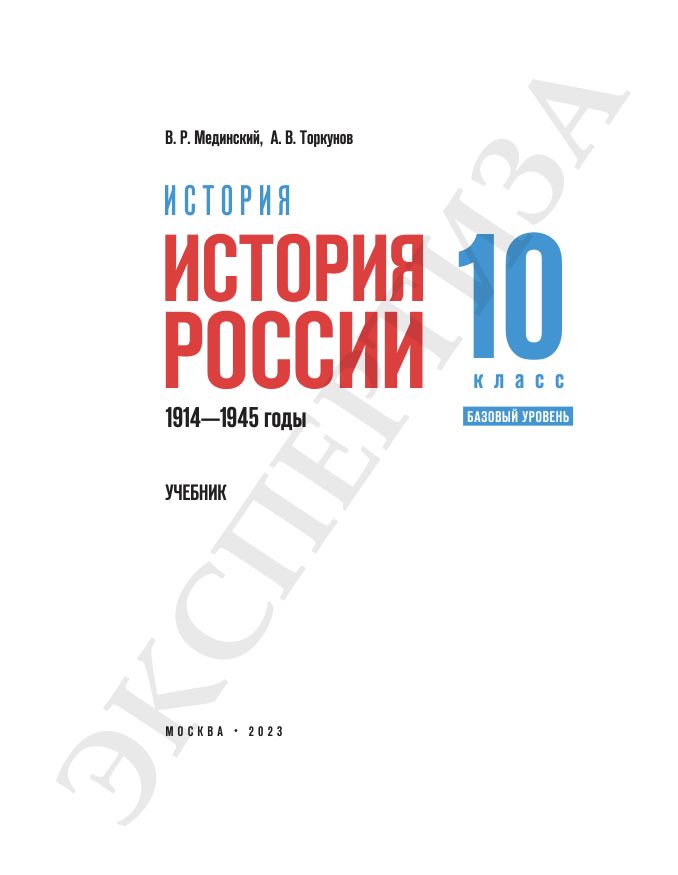 В. Р. Мединский, А. В. Торкунов
ИСТОРИЯ
ИСТОРИЯ
РОССИИ
10
класс
БАЗОВЫЙ УРОВЕНЬ
1914—1945 годы
УЧЕБНИК
МОСКВА • 2023
ЭКСПЕРТИЗА